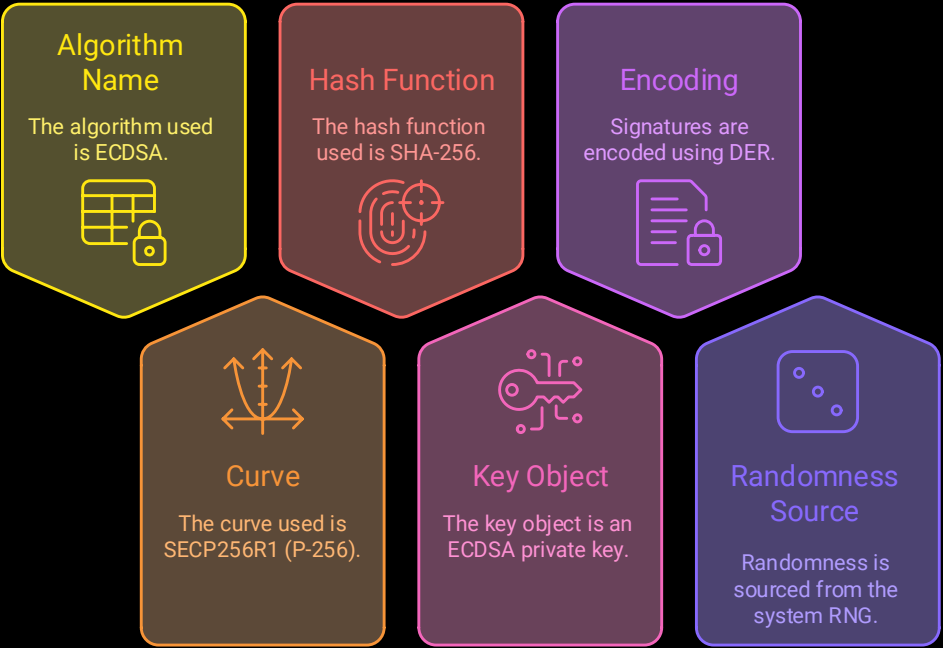 Algorithm
Name
The algorithm used
is ECDSA.
Hash Function
The hash function
used is SHA-256.
Encoding
Signatures are
encoded using DER.
Curve
The curve used is
SECP256R1 (P-256).
Key Object
The key object is an
ECDSA private key.
Randomness
Source
Randomness is
sourced from the
system RNG.